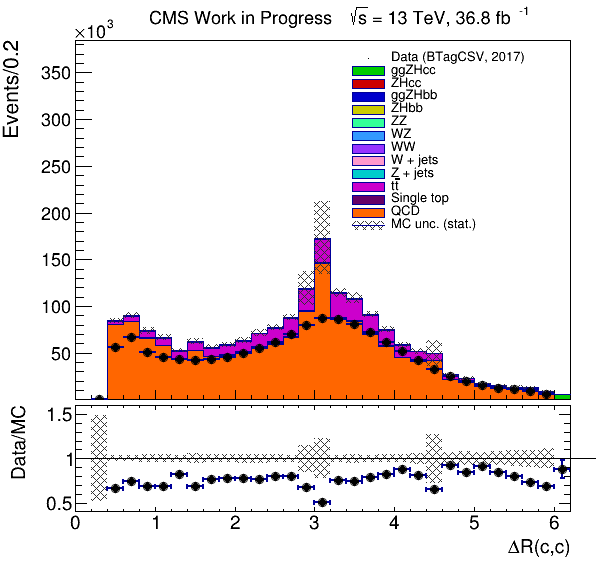 CMS Work in Progress √s = 13 TeV, 36.8 fb⁻¹
×10³
Events/0.2
350
300
250
200
150
100
50
Data (BTagCSV, 2017)
ggZHcc
ZHcc
ggZHbb
ZHbb
ZZ
WZ
WW
W + jets
Z + jets
tt̅
Single top
QCD
MC unc. (stat.)
Data/MC
1.5
1
0.5
0 1 2 3 4 5 6
ΔR(c,c)